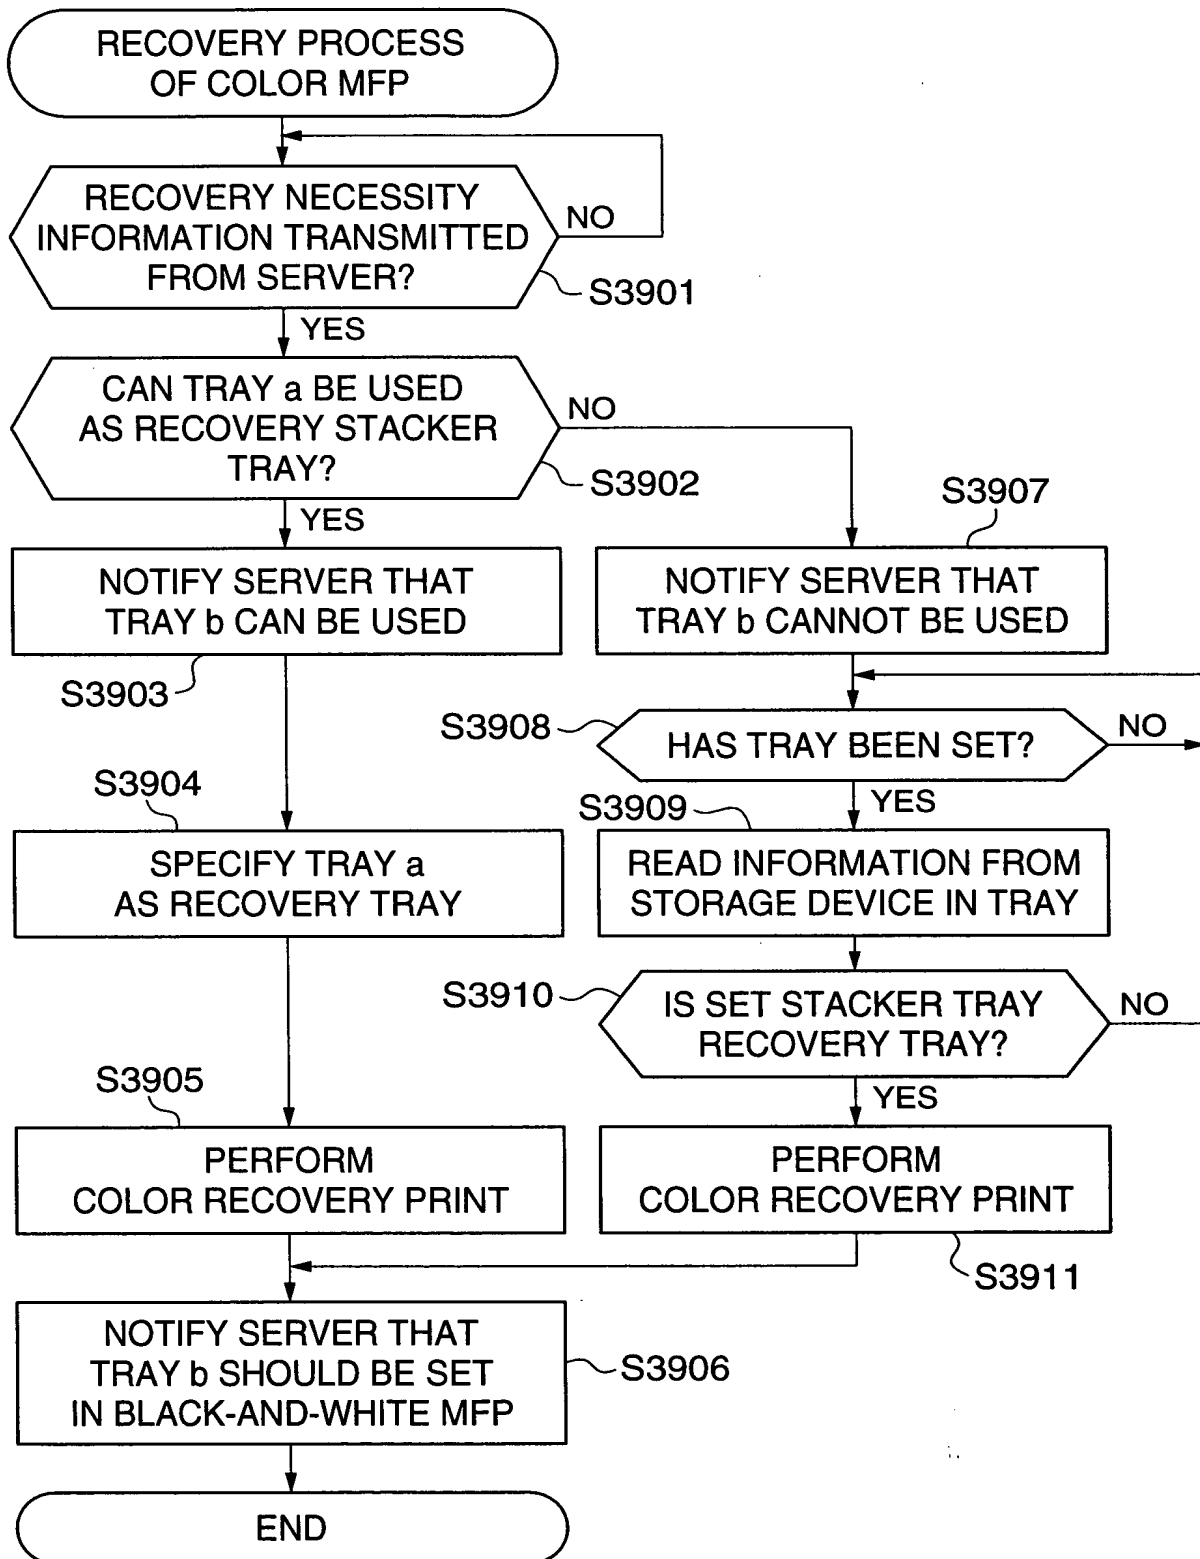 RECOVERY PROCESS
OF COLOR MFP
RECOVERY NECESSITY
INFORMATION TRANSMITTED
FROM SERVER?
NO
S3901
YES
CAN TRAY a BE USED
AS RECOVERY STACKER
TRAY?
NO
S3902
YES
S3907
NOTIFY SERVER THAT
TRAY b CAN BE USED
NOTIFY SERVER THAT
TRAY b CANNOT BE USED
S3903
S3908
HAS TRAY BEEN SET?
NO
YES
S3904
S3909
SPECIFY TRAY a
AS RECOVERY TRAY
READ INFORMATION FROM
STORAGE DEVICE IN TRAY
S3910
IS SET STACKER TRAY
RECOVERY TRAY?
NO
YES
S3905
PERFORM
COLOR RECOVERY PRINT
PERFORM
COLOR RECOVERY PRINT
S3911
NOTIFY SERVER THAT
TRAY b SHOULD BE SET
IN BLACK-AND-WHITE MFP
S3906
END